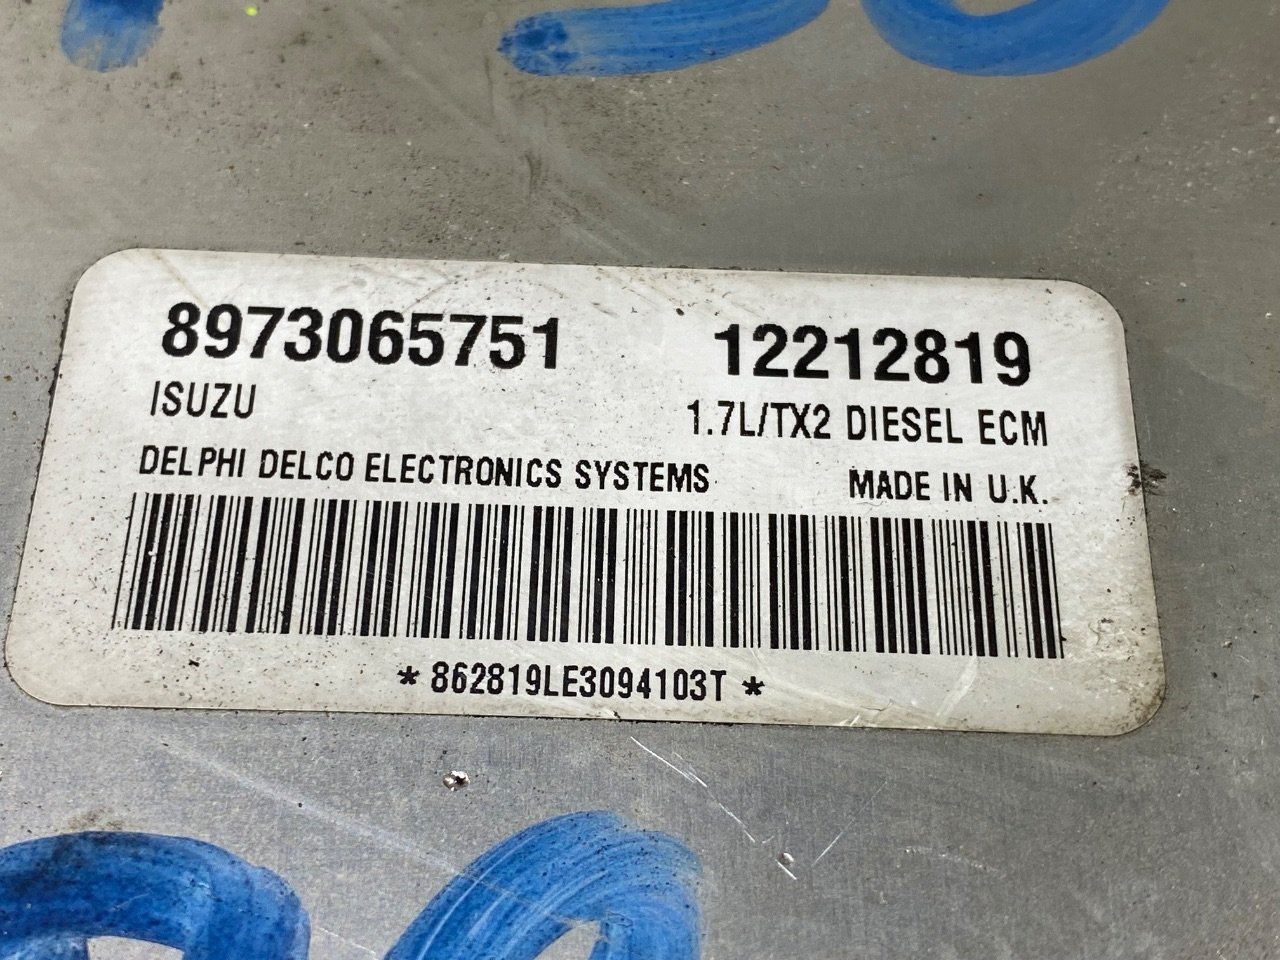 8973065751 12212819
ISUZU 1.7L/TX2 DIESEL ECM
DELPHI DELCO ELECTRONICS SYSTEMS MADE IN U.K.
* 862819LE3094103T *